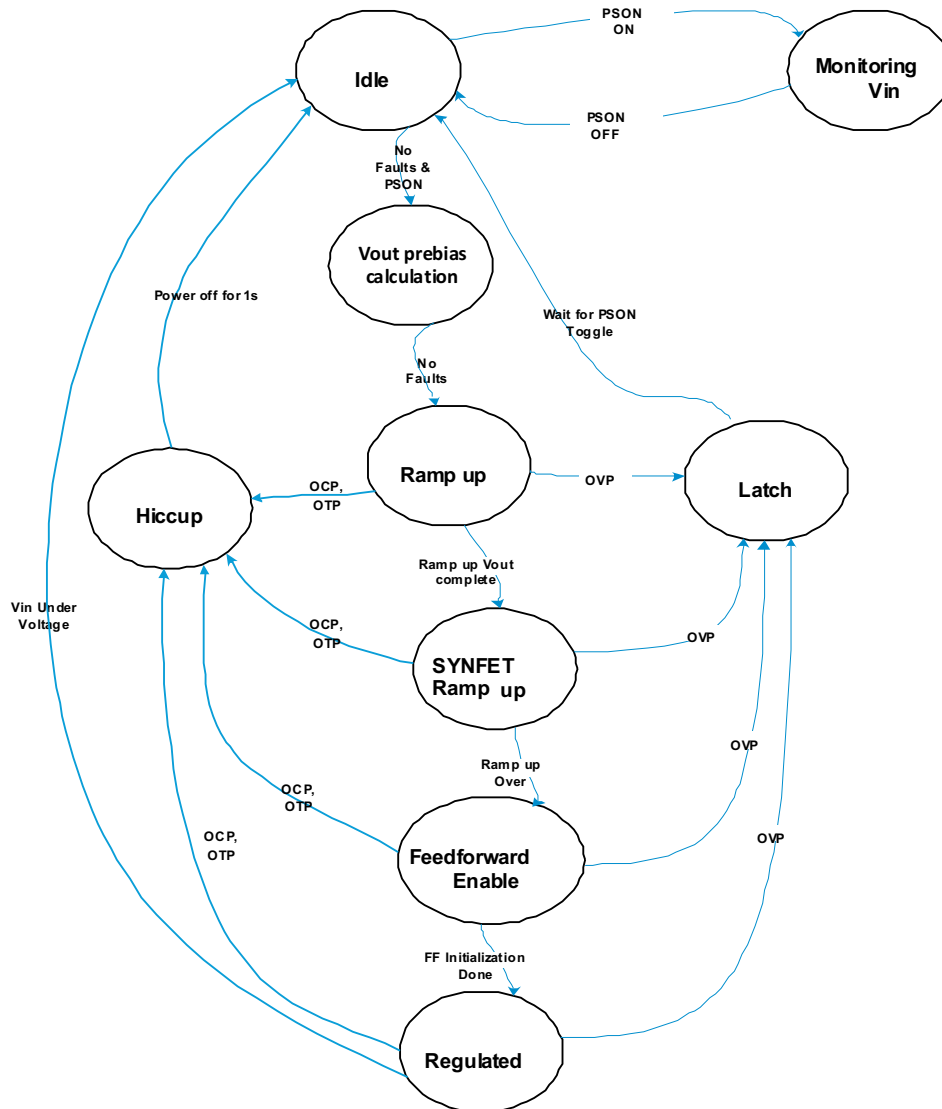 PSON
ON
Idle
Monitoring
Vin
PSON
OFF
No
Faults &
PSON
Vout prebias
calculation
Power off for 1s
Wait for PSON
Toggle
No
Faults
Ramp up
OVP
Latch
OCP,
OTP
Hiccup
Ramp up Vout
complete
Vin Under
Voltage
OCP,
OTP
OVP
SYNFET
Ramp up
Ramp up
Over
OVP
OCP,
OTP
OCP,
OTP
OVP
Feedforward
Enable
FF Initialization
Done
Regulated